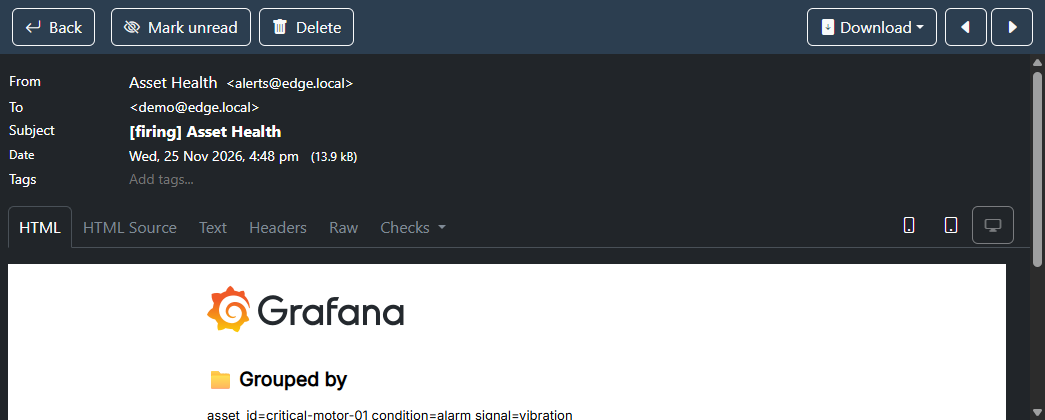 Back Mark unread Delete Download
From Asset Health <alerts@edge.local>
To <demo@edge.local>
Subject [firing] Asset Health
Date Wed, 25 Nov 2026, 4:48 pm (13.9 kB)
Tags Add tags...
HTML HTML Source Text Headers Raw Checks
Grafana
Grouped by
asset_id=critical-motor-01 condition=alarm signal=vibration